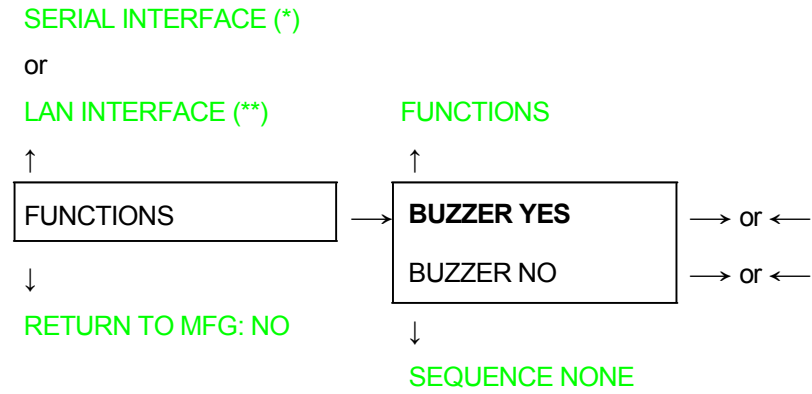 SERIAL INTERFACE (*)
or
LAN INTERFACE (**)
FUNCTIONS
↑
↑
FUNCTIONS
→
BUZZER YES
→ or ←
BUZZER NO
→ or ←
↓
RETURN TO MFG: NO
↓
SEQUENCE NONE